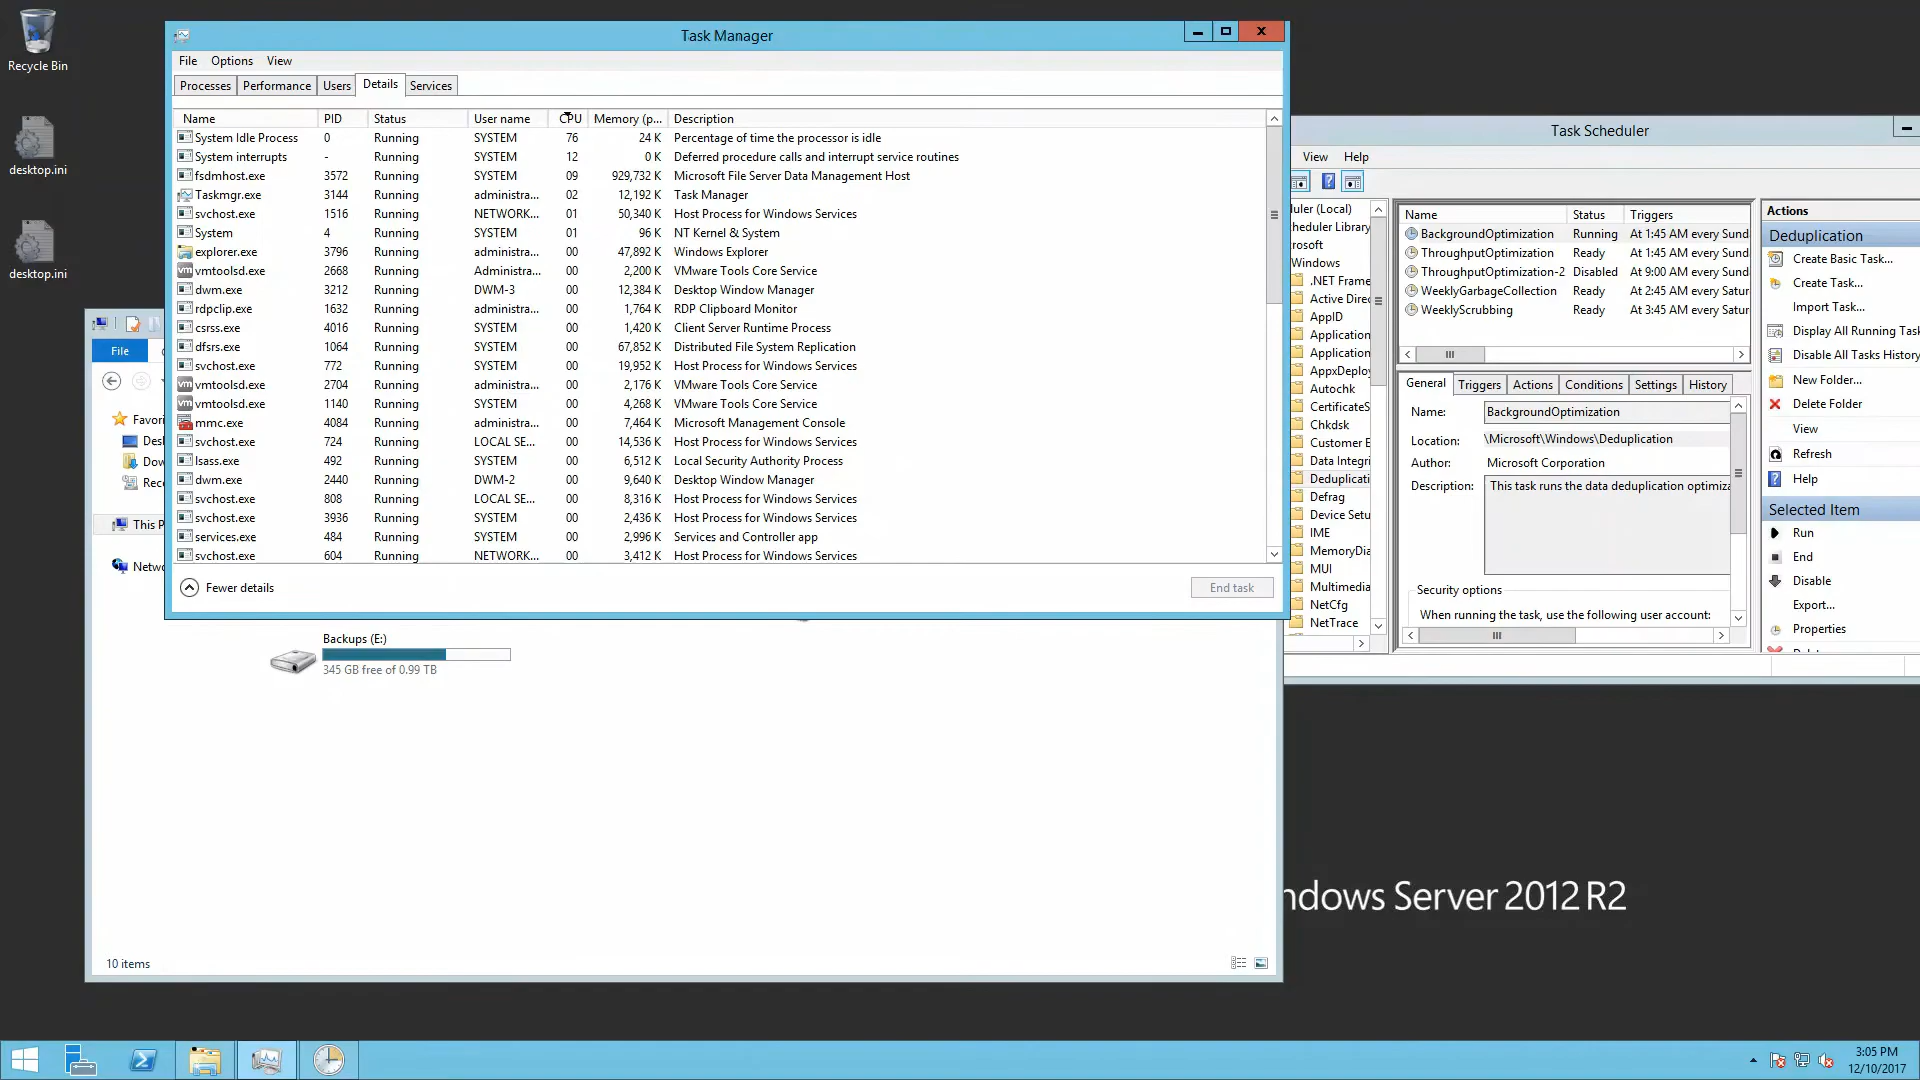 Recycle Bin
desktop.ini
desktop.ini
Task Manager
File Options View
Processes Performance Users Details Services
Name PID Status User name CPU Memory (p... Description
System Idle Process 0 Running SYSTEM 76 24 K Percentage of time the processor is idle
System interrupts - Running SYSTEM 12 0 K Deferred procedure calls and interrupt service routines
fsdmhost.exe 3572 Running SYSTEM 09 929,732 K Microsoft File Server Data Management Host
Taskmgr.exe 3144 Running administra... 02 12,192 K Task Manager
svchost.exe 1516 Running NETWORK... 01 50,340 K Host Process for Windows Services
System 4 Running SYSTEM 01 96 K NT Kernel & System
explorer.exe 3796 Running administra... 00 47,892 K Windows Explorer
vmtoolsd.exe 2668 Running Administra... 00 2,200 K VMware Tools Core Service
dwm.exe 3212 Running DWM-3 00 12,384 K Desktop Window Manager
rdpclip.exe 1632 Running administra... 00 1,764 K RDP Clipboard Monitor
csrss.exe 4016 Running SYSTEM 00 1,420 K Client Server Runtime Process
dfsrs.exe 1064 Running SYSTEM 00 67,852 K Distributed File System Replication
svchost.exe 772 Running SYSTEM 00 19,952 K Host Process for Windows Services
vmtoolsd.exe 2704 Running administra... 00 2,176 K VMware Tools Core Service
vmtoolsd.exe 1140 Running SYSTEM 00 4,268 K VMware Tools Core Service
mmc.exe 4084 Running administra... 00 7,464 K Microsoft Management Console
svchost.exe 724 Running LOCAL SE... 00 14,536 K Host Process for Windows Services
lsass.exe 492 Running SYSTEM 00 6,512 K Local Security Authority Process
dwm.exe 2440 Running DWM-2 00 9,640 K Desktop Window Manager
svchost.exe 808 Running LOCAL SE... 00 8,316 K Host Process for Windows Services
svchost.exe 3936 Running SYSTEM 00 2,436 K Host Process for Windows Services
services.exe 484 Running SYSTEM 00 2,996 K Services and Controller app
svchost.exe 604 Running NETWORK... 00 3,412 K Host Process for Windows Services
Fewer details
End task
File
Favori
Desl
Dow
Rece
This P
Netwo
Backups (E:)
345 GB free of 0.99 TB
10 items
Task Scheduler
View Help
duler (Local)
heduler Library
rosoft
Windows
.NET Frame
Active Direc
AppID
Application
Application
AppxDeploy
Autochk
CertificateS
Chkdsk
Customer E
Data Integri
Deduplicati
Defrag
Device Setu
IME
MemoryDia
MUI
Multimedia
NetCfg
NetTrace
Name Status Triggers
BackgroundOptimization Running At 1:45 AM every Sund
ThroughputOptimization Ready At 1:45 AM every Sund
ThroughputOptimization-2 Disabled At 9:00 AM every Sund
WeeklyGarbageCollection Ready At 2:45 AM every Satur
WeeklyScrubbing Ready At 3:45 AM every Satur
General Triggers Actions Conditions Settings History
Name: BackgroundOptimization
Location: \Microsoft\Windows\Deduplication
Author: Microsoft Corporation
Description: This task runs the data deduplication optimiza
Security options
When running the task, use the following user account:
Actions
Deduplication
Create Basic Task...
Create Task...
Import Task...
Display All Running Task
Disable All Tasks History
New Folder...
Delete Folder
View
Refresh
Help
Selected Item
Run
End
Disable
Export...
Properties
ndows Server 2012 R2
3:05 PM
12/10/2017